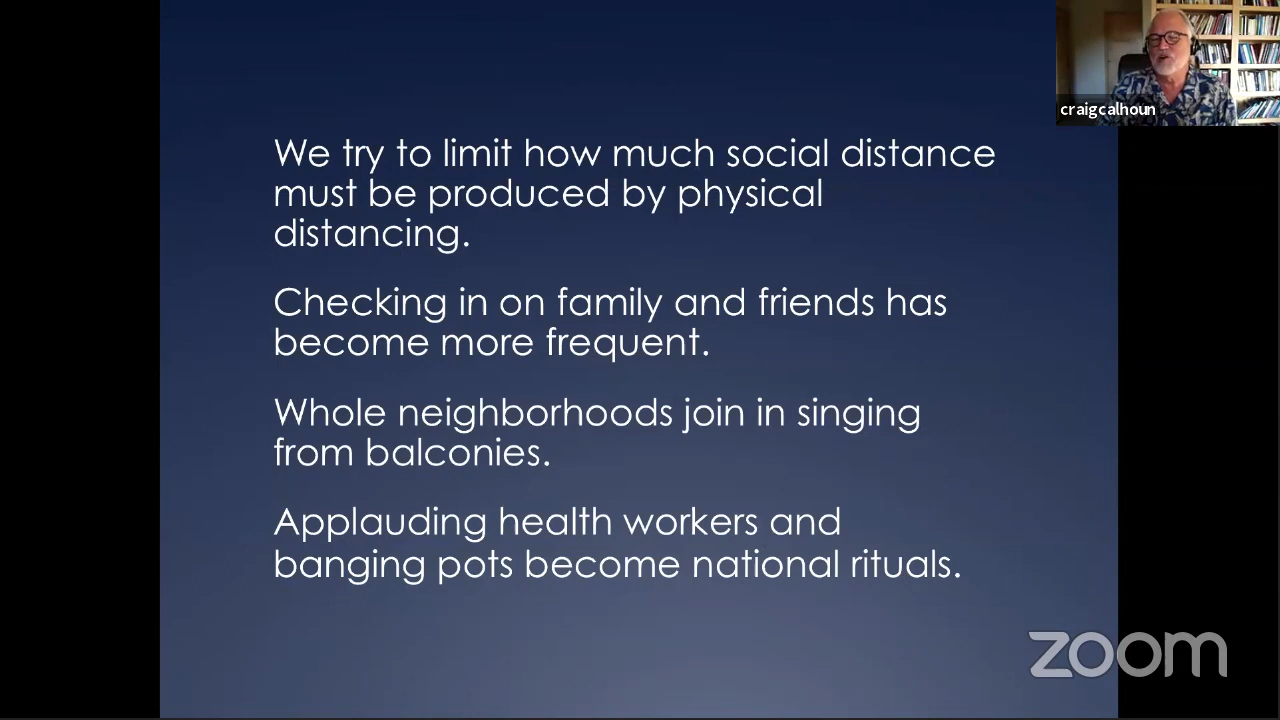 craigcalhoun
We try to limit how much social distance
must be produced by physical
distancing.
Checking in on family and friends has
become more frequent.
Whole neighborhoods join in singing
from balconies.
Applauding health workers and
banging pots become national rituals.
zoom